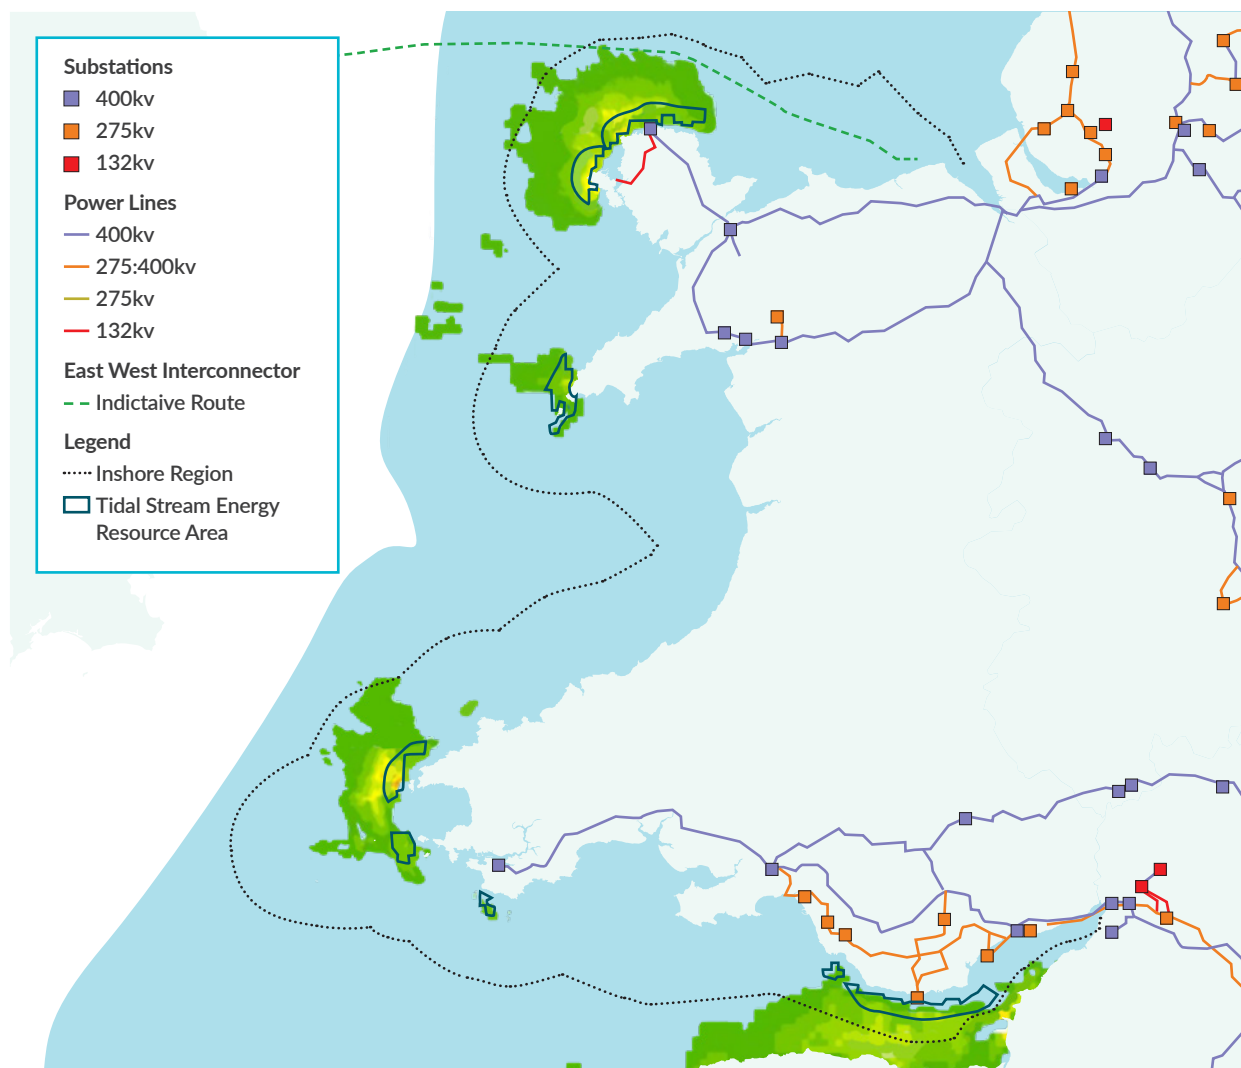 Substations
400kv
275kv
132kv
Power Lines
400kv
275:400kv
275kv
132kv
East West Interconnector
Indictaive Route
Legend
Inshore Region
Tidal Stream Energy
Resource Area